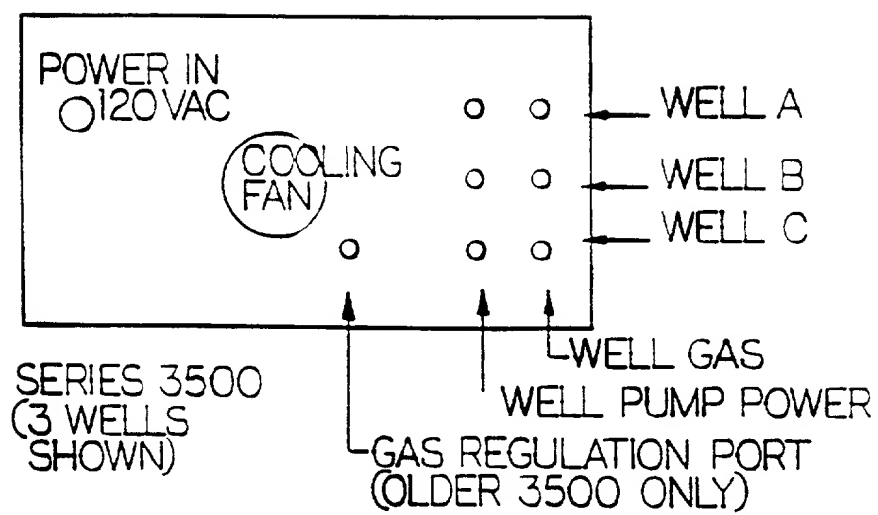 POWER IN
120VAC
COOLING
FAN
WELL A
WELL B
WELL C
WELL GAS
WELL PUMP POWER
GAS REGULATION PORT
(OLDER 3500 ONLY)
SERIES 3500
(3 WELLS
SHOWN)